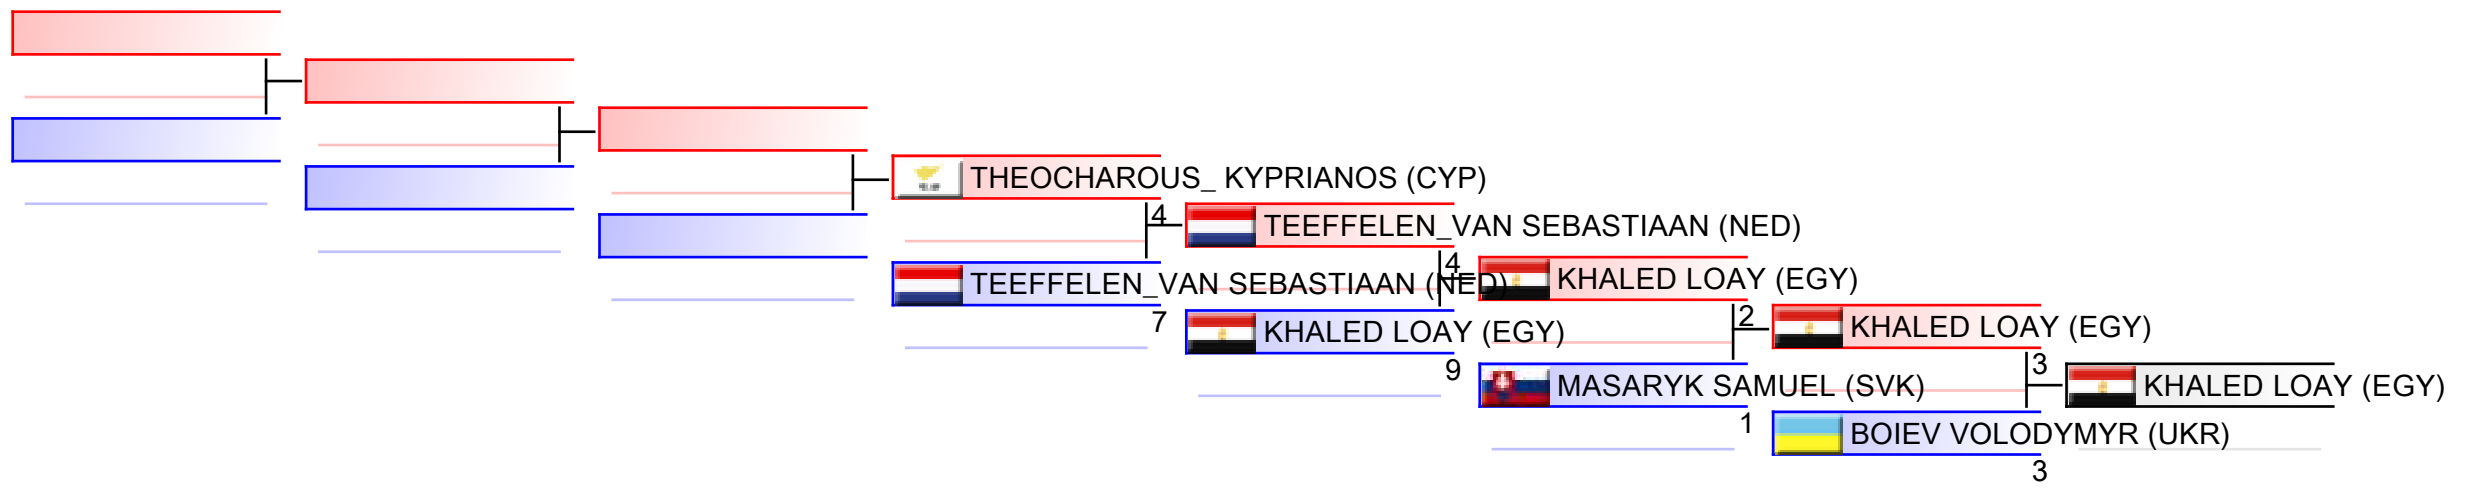 THEOCHAROUS_ KYPRIANOS (CYP)
4
TEEFFELEN_VAN SEBASTIAAN (NED)
7
TEEFFELEN_VAN SEBASTIAAN (NED)
4
KHALED LOAY (EGY)
9
KHALED LOAY (EGY)
2
MASARYK SAMUEL (SVK)
1
KHALED LOAY (EGY)
3
BOIEV VOLODYMYR (UKR)
3
KHALED LOAY (EGY)